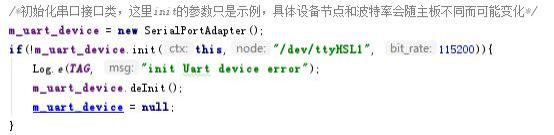 /*初始化串口接口类，这里init的参数只是示例，具体设备节点和波特率会随主板不同而可能变化*/
m_uart_device = new SerialPortAdapter();
if(!m_uart_device.init( ctx: this, node: "/dev/ttyHSL1", bit_rate: 115200)){
Log.e(TAG, msg: "init Uart device error");
m_uart_device.deInit();
m_uart_device = null;
}